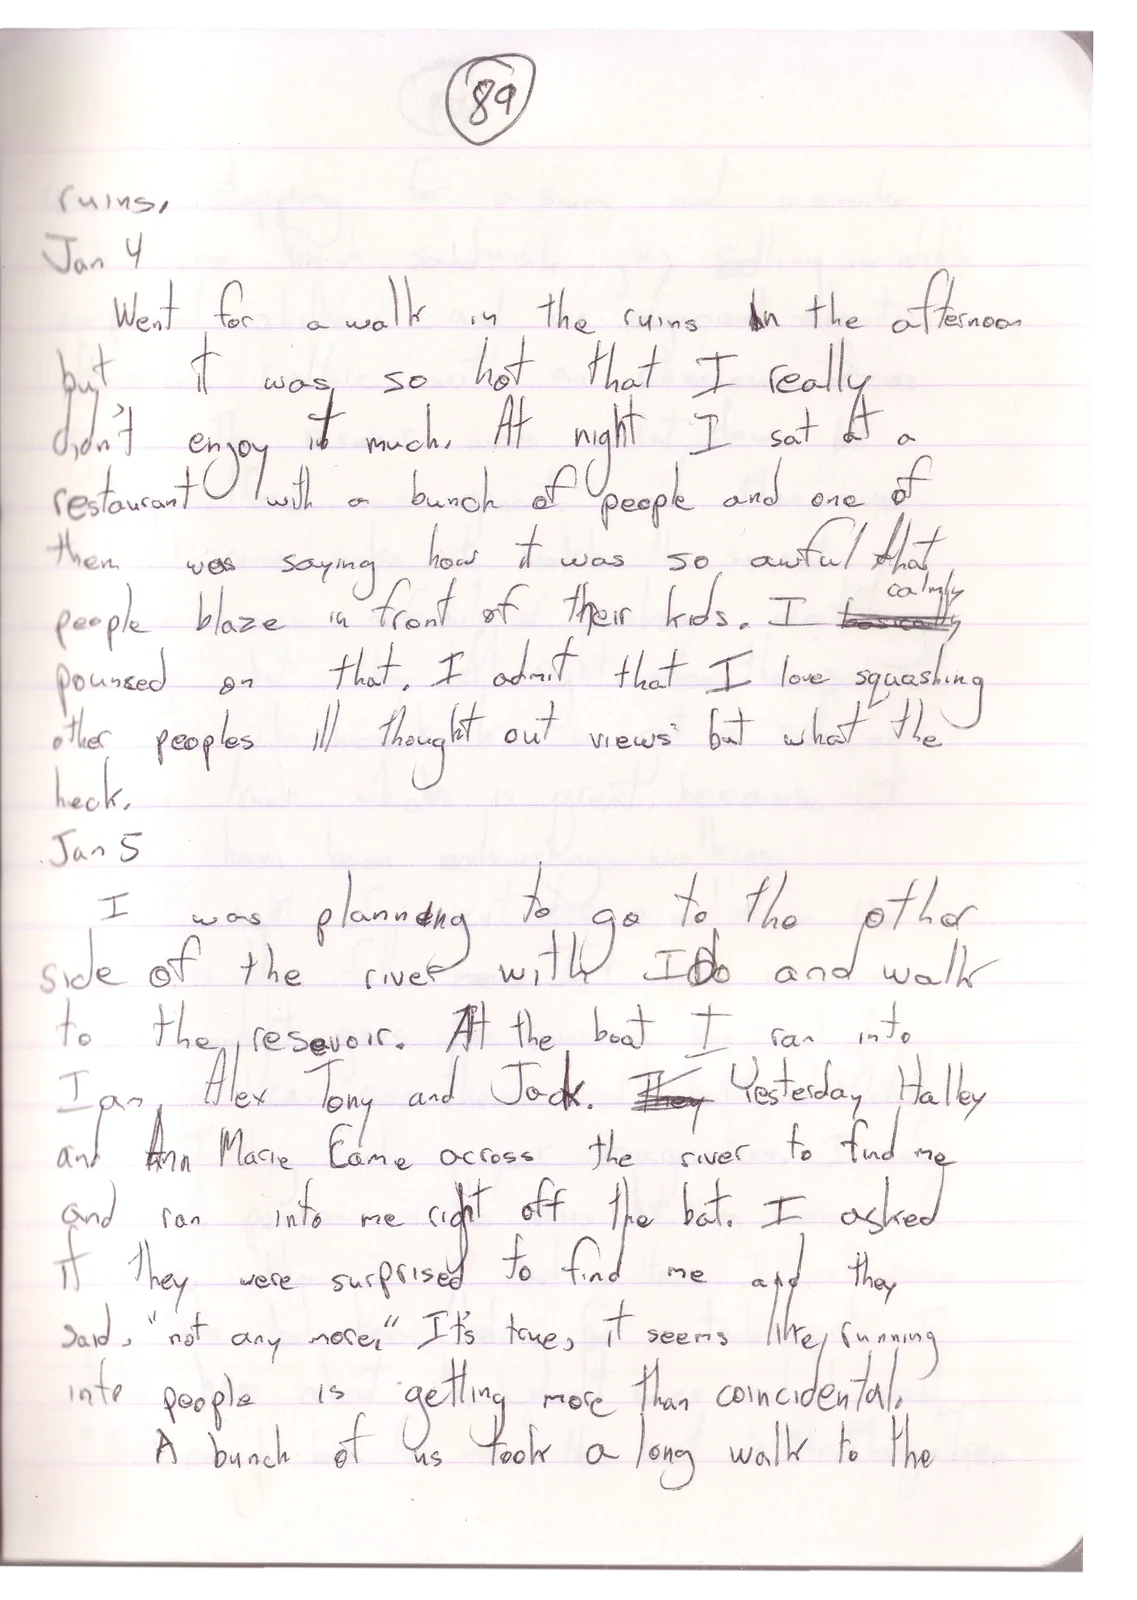 89
ruins.
Jan 4
Went for a walk in the ruins in the afternoon
but it was so hot that I really
didn't enjoy it much. At night I sat at a
restaurant with a bunch of people and one of
them was saying how it was so awful that
calmly
people blaze in front of their kids. I basically
pounsed on that. I admit that I love squashing
other peoples ill thought out views but what the
heck.
Jan 5
I was planning to go to the other
side of the river with Ido and walk
to the resevoir. At the boat I ran into
Ian, Alex Tony and Jack. They Yesterday Halley
and Ann Marie Came across the river to find me
and ran into me right off the bat. I asked
if they were surprised to find me and they
said, "not any more." It's true, it seems like running
into people is getting more than coincidental.
A bunch of us took a long walk to the